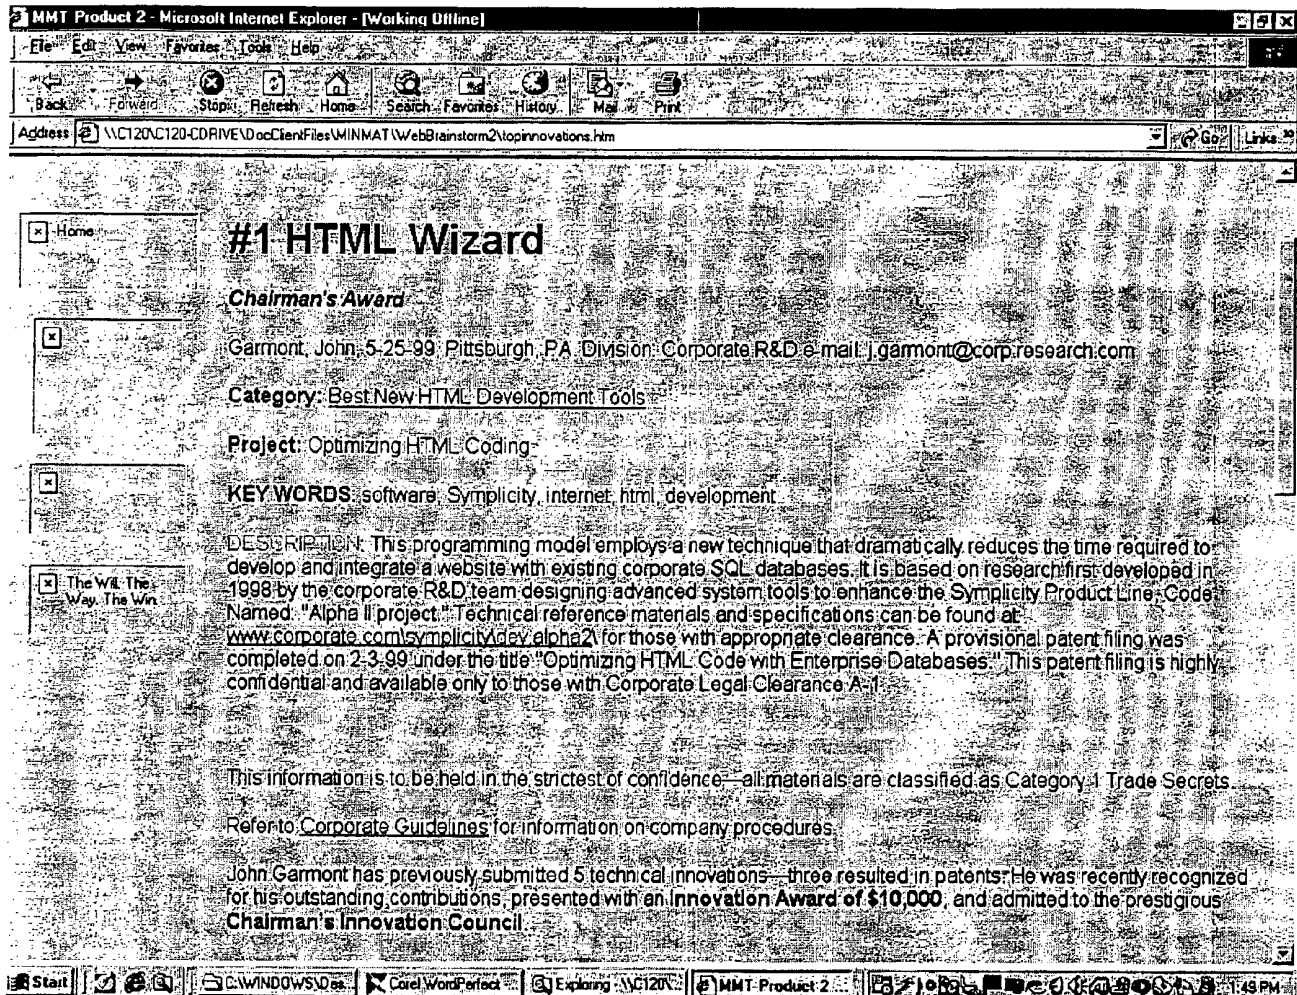 MMT Product 2 - Microsoft Internet Explorer - [Working Offline]
File Edit View Favorites Tools Help
Back Forward Stop Refresh Home Search Favorites History Mail Print
Address \\C120\C120-CDRIVE\DocClientFiles\MINMAT\WebBrainstorm2\topinnovations.htm Go Links »
Home
#1 HTML Wizard
Chairman's Award
Garmont, John, 5-25-99 Pittsburgh, PA Division: Corporate R&D e-mail: j.garmont@corp.research.com
Category: Best New HTML Development Tools
Project: Optimizing HTML Coding
KEY WORDS: software, Symplicity, internet, html, development
DESCRIPTION: This programming model employs a new technique that dramatically reduces the time required to
develop and integrate a website with existing corporate SQL databases. It is based on research first developed in
1998 by the corporate R&D team designing advanced system tools to enhance the Symplicity Product Line, Code
Named: "Alpha II project." Technical reference materials and specifications can be found at
www.corporate.com\symplicity\dev.alpha2\ for those with appropriate clearance. A provisional patent filing was
completed on 2-3-99 under the title "Optimizing HTML Code with Enterprise Databases." This patent filing is highly
confidential and available only to those with Corporate Legal Clearance A-1.
The Will. The
Way. The Win.
This information is to be held in the strictest of confidence—all materials are classified as Category 1 Trade Secrets.
Refer to Corporate Guidelines for information on company procedures.
John Garmont has previously submitted 5 technical innovations—three resulted in patents. He was recently recognized
for his outstanding contributions, presented with an Innovation Award of $10,000, and admitted to the prestigious
Chairman's Innovation Council.
Start C:\WINDOWS\Des... Corel WordPerfect ... Exploring - \\C120\C... MMT Product 2 ... 1:49 PM